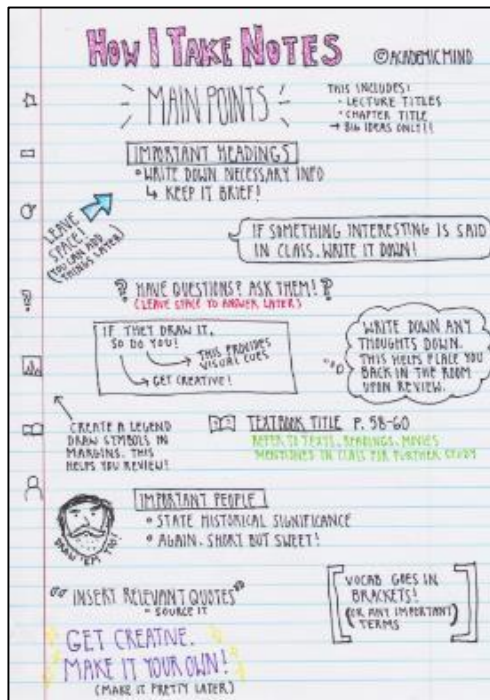 HOW I TAKE NOTES
©ACADEMICMIND
MAIN POINTS
THIS INCLUDES:
• LECTURE TITLES
• CHAPTER TITLE
→ BIG IDEAS ONLY!!
IMPORTANT HEADINGS
• WRITE DOWN NECESSARY INFO
↳ KEEP IT BRIEF!
LEAVE
SPACE!
(YOU CAN ADD
THINGS LATER)
IF SOMETHING INTERESTING IS SAID
IN CLASS. WRITE IT DOWN!
? HAVE QUESTIONS? ASK THEM! ?
(LEAVE SPACE TO ANSWER LATER)
IF THEY DRAW IT,
SO DO YOU!
→ THIS PROVIDES
VISUAL CUES
→ GET CREATIVE!
WRITE DOWN ANY
THOUGHTS DOWN.
THIS HELPS PLACE YOU
BACK IN THE ROOM
UPON REVIEW.
CREATE A LEGEND
DRAW SYMBOLS IN
MARGINS. THIS
HELPS YOU REVIEW!
TEXTBOOK TITLE P. 58-60
REFER TO TEXTS, READINGS, MOVIES
MENTIONED IN CLASS FOR FURTHER STUDY
IMPORTANT PEOPLE
• STATE HISTORICAL SIGNIFICANCE
• AGAIN. SHORT BUT SWEET!
DRAW 'EM TOO!
"INSERT RELEVANT QUOTES"
- SOURCE IT
[VOCAB GOES IN
BRACKETS!
(OR ANY IMPORTANT
TERMS)]
GET CREATIVE.
MAKE IT YOUR OWN!
(MAKE IT PRETTY LATER)